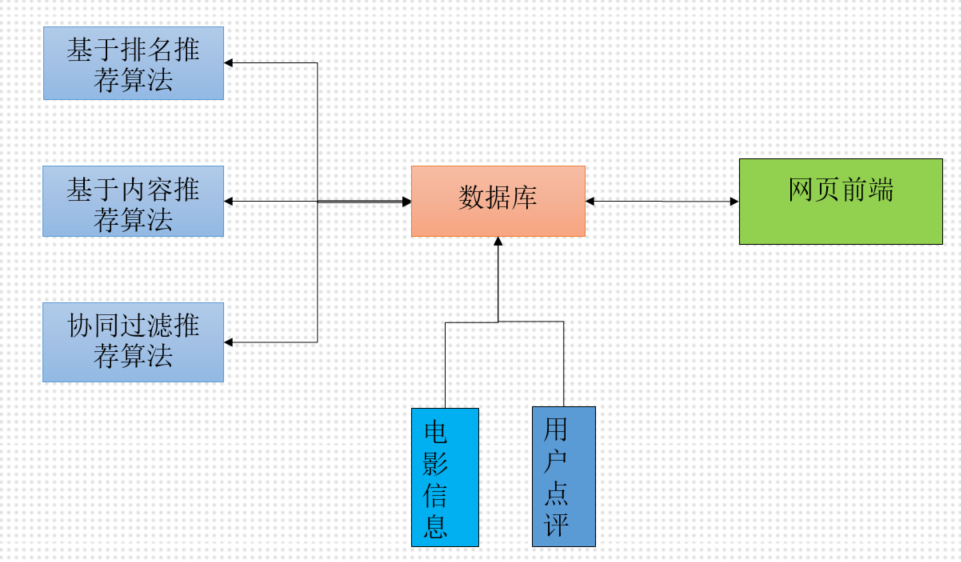 基于排名推
荐算法
基于内容推
荐算法
数据库
网页前端
协同过滤推
荐算法
电
影
信
息
用
户
点
评